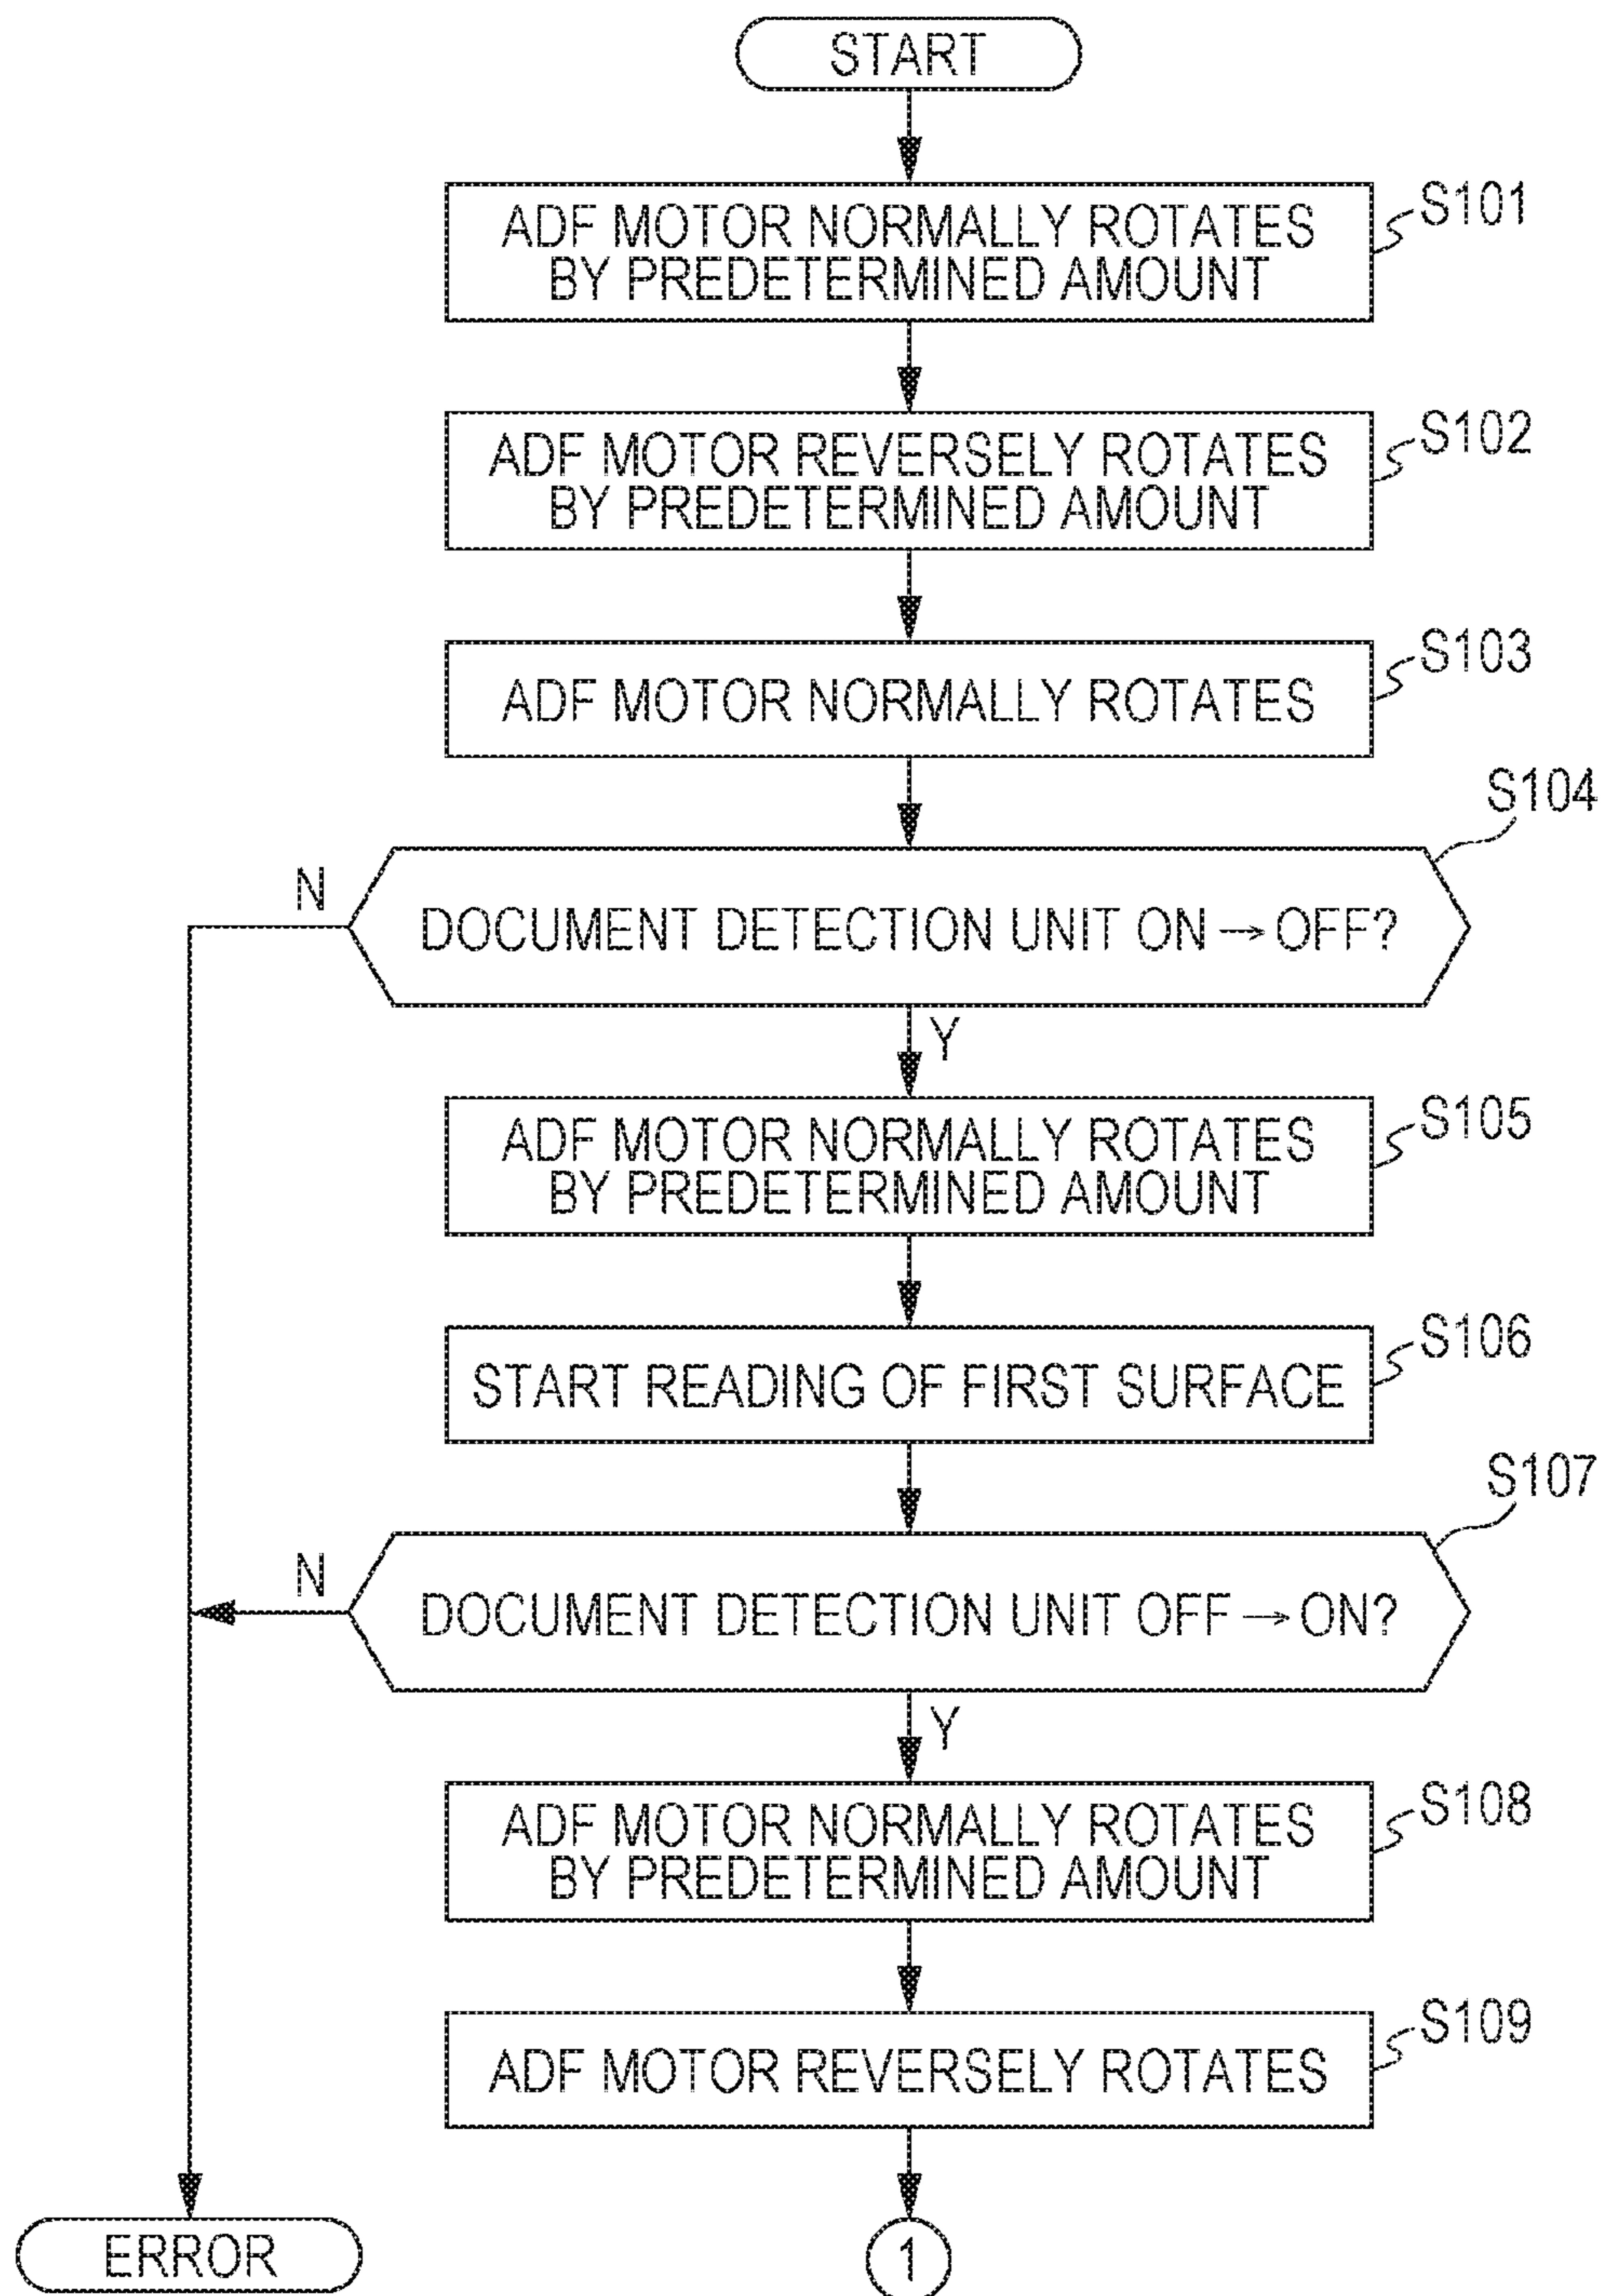 START
ADF MOTOR NORMALLY ROTATES
BY PREDETERMINED AMOUNT
S101
ADF MOTOR REVERSELY ROTATES
BY PREDETERMINED AMOUNT
S102
ADF MOTOR NORMALLY ROTATES
S103
S104
N
DOCUMENT DETECTION UNIT ON → OFF?
Y
ADF MOTOR NORMALLY ROTATES
BY PREDETERMINED AMOUNT
S105
START READING OF FIRST SURFACE
S106
S107
N
DOCUMENT DETECTION UNIT OFF → ON?
Y
ADF MOTOR NORMALLY ROTATES
BY PREDETERMINED AMOUNT
S108
ADF MOTOR REVERSELY ROTATES
S109
ERROR
1